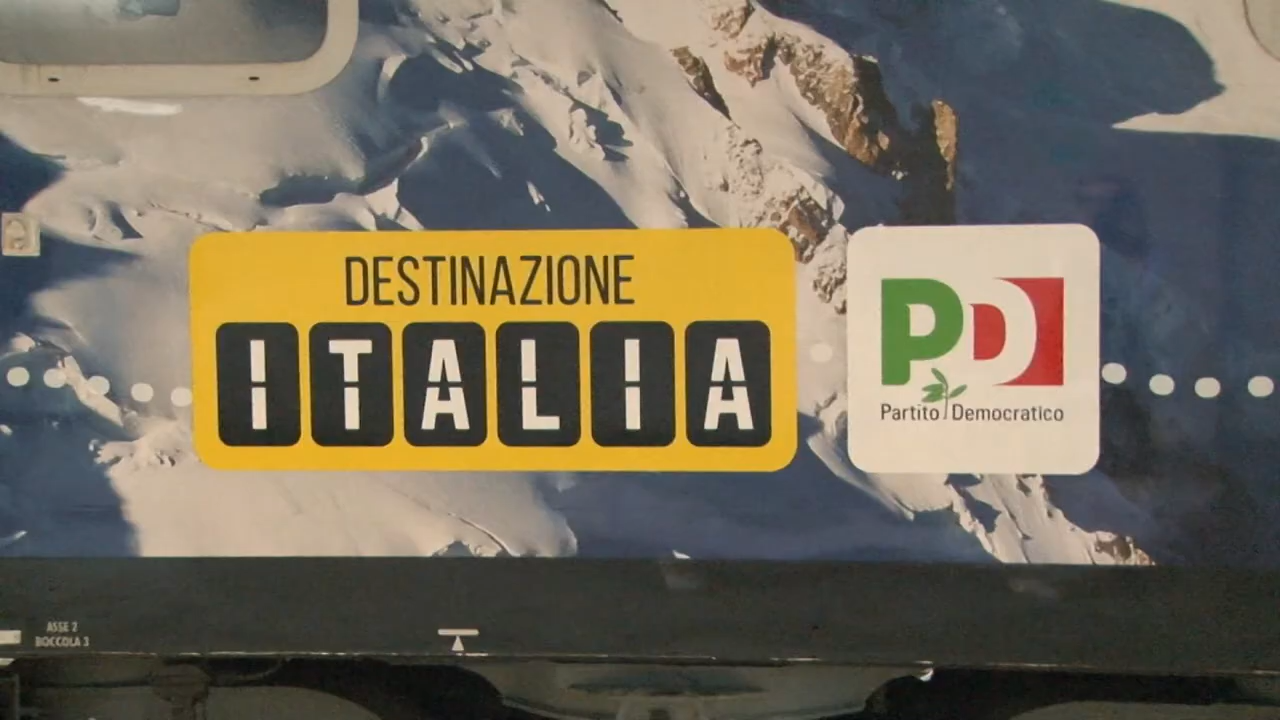 DESTINAZIONE
ITALIA
PD
Partito Democratico
ASSE 2
BOCCOLA 3